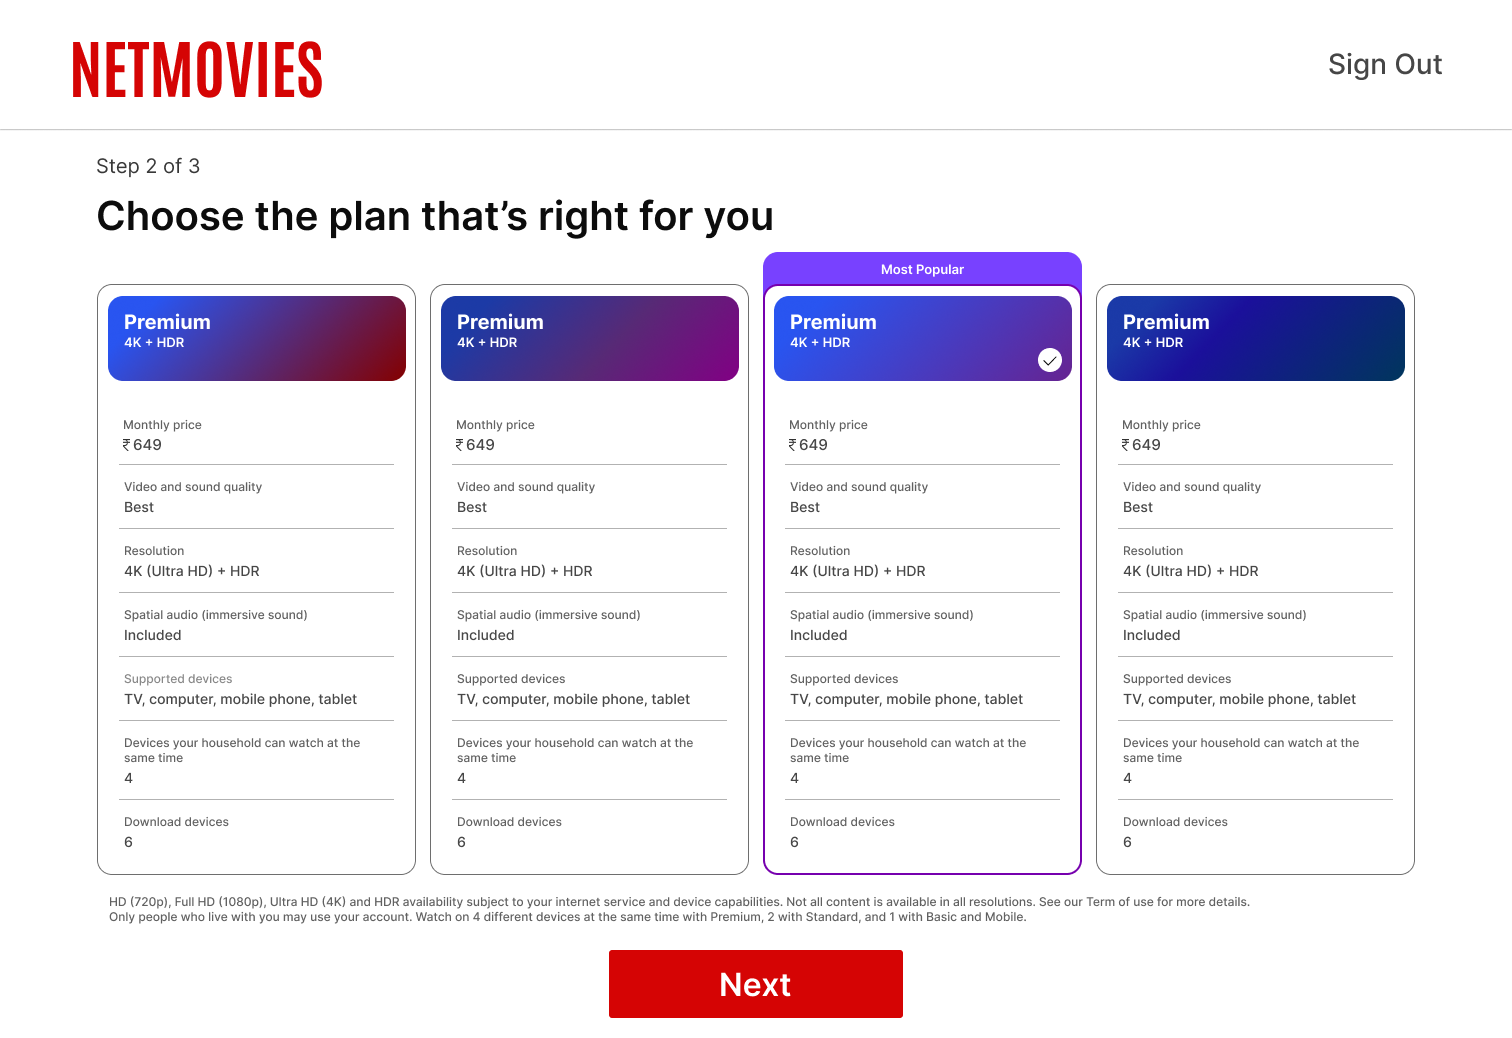 NETMOVIES
Sign Out
Step 2 of 3
Choose the plan that’s right for you
Premium
4K + HDR
Monthly price
₹ 649
Video and sound quality
Best
Resolution
4K (Ultra HD) + HDR
Spatial audio (immersive sound)
Included
Supported devices
TV, computer, mobile phone, tablet
Devices your household can watch at the
same time
4
Download devices
6
Premium
4K + HDR
Monthly price
₹ 649
Video and sound quality
Best
Resolution
4K (Ultra HD) + HDR
Spatial audio (immersive sound)
Included
Supported devices
TV, computer, mobile phone, tablet
Devices your household can watch at the
same time
4
Download devices
6
Most Popular
Premium
4K + HDR
Monthly price
₹ 649
Video and sound quality
Best
Resolution
4K (Ultra HD) + HDR
Spatial audio (immersive sound)
Included
Supported devices
TV, computer, mobile phone, tablet
Devices your household can watch at the
same time
4
Download devices
6
Premium
4K + HDR
Monthly price
₹ 649
Video and sound quality
Best
Resolution
4K (Ultra HD) + HDR
Spatial audio (immersive sound)
Included
Supported devices
TV, computer, mobile phone, tablet
Devices your household can watch at the
same time
4
Download devices
6
HD (720p), Full HD (1080p), Ultra HD (4K) and HDR availability subject to your internet service and device capabilities. Not all content is available in all resolutions. See our Term of use for more details.
Only people who live with you may use your account. Watch on 4 different devices at the same time with Premium, 2 with Standard, and 1 with Basic and Mobile.
Next